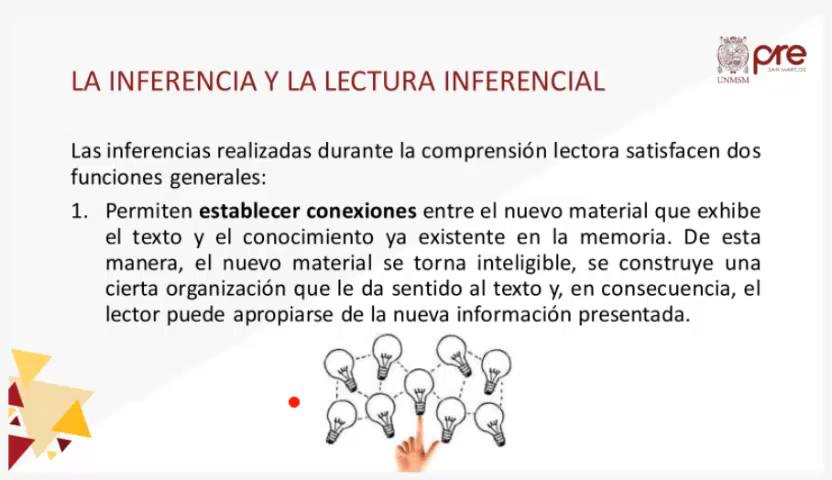 LA INFERENCIA Y LA LECTURA INFERENCIAL
UNMSM
pre
SAN MARCOS
Las inferencias realizadas durante la comprensión lectora satisfacen dos
funciones generales:
1. Permiten establecer conexiones entre el nuevo material que exhibe
el texto y el conocimiento ya existente en la memoria. De esta
manera, el nuevo material se torna inteligible, se construye una
cierta organización que le da sentido al texto y, en consecuencia, el
lector puede apropiarse de la nueva información presentada.